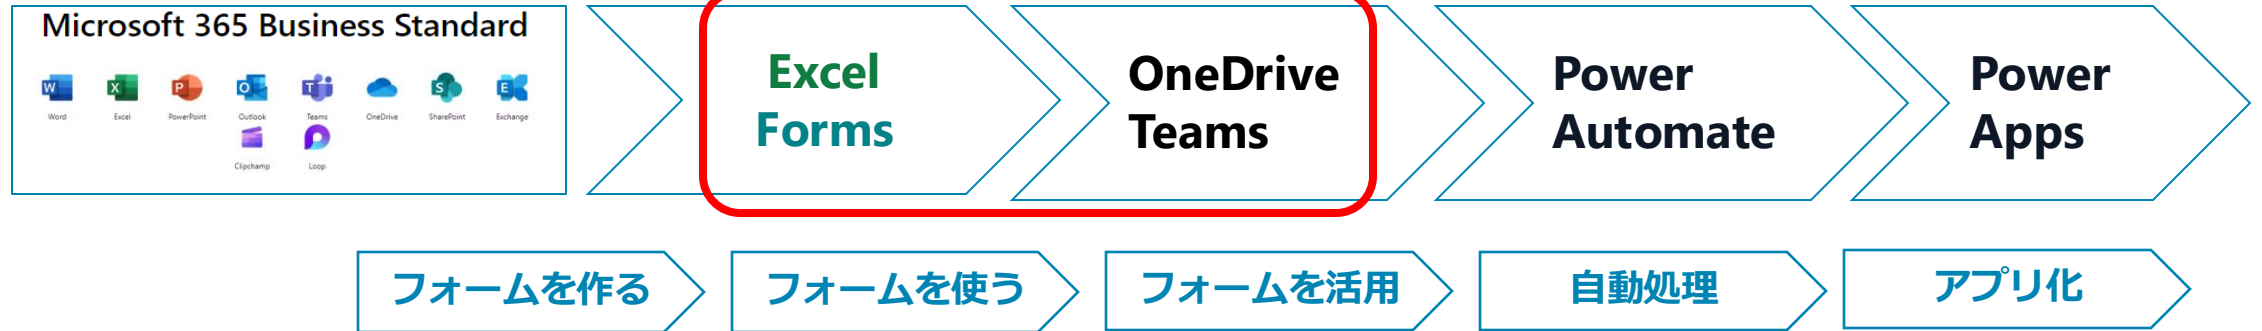 Microsoft 365 Business Standard
W X P O T S E
Word Excel PowerPoint Outlook Teams OneDrive SharePoint Exchange
Clipchamp Loop
Excel
Forms
OneDrive
Teams
Power
Automate
Power
Apps
フォームを作る
フォームを使う
フォームを活用
自動処理
アプリ化